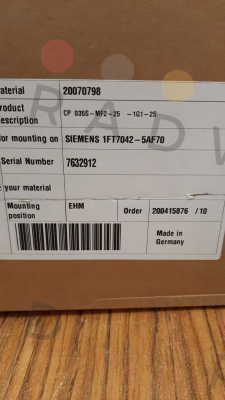 aterial 20070798
roduct escription CP 035S-MF2-25 -1G1-2S
or mounting on SIEMENS 1FT7042-5AF70
Serial Number 7632912
your material
Mounting position EHM Order 200415876 /10
Made in Germany
RADW